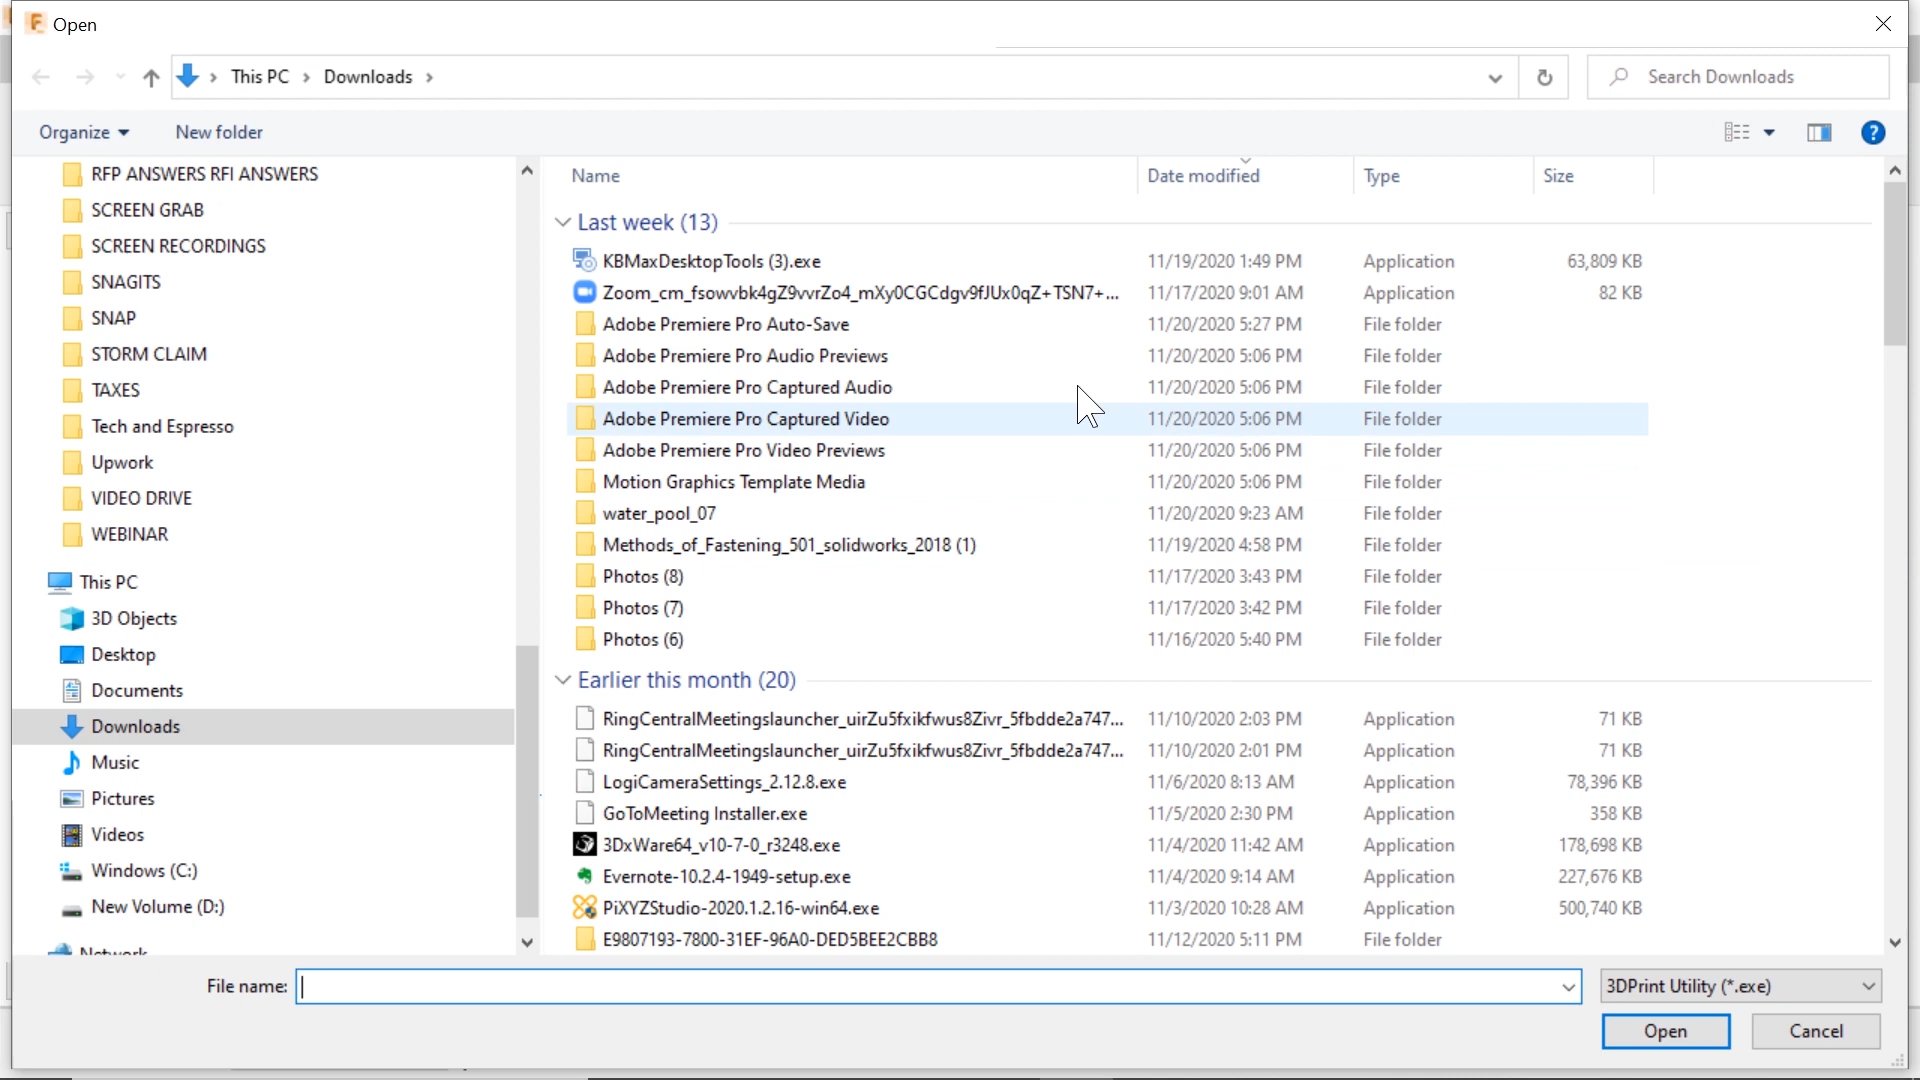 Open
This PC > Downloads >
Search Downloads
Organize
New folder
RFP ANSWERS RFI ANSWERS
SCREEN GRAB
SCREEN RECORDINGS
SNAGITS
SNAP
STORM CLAIM
TAXES
Tech and Espresso
Upwork
VIDEO DRIVE
WEBINAR
This PC
3D Objects
Desktop
Documents
Downloads
Music
Pictures
Videos
Windows (C:)
New Volume (D:)
Network
Name Date modified Type Size
Last week (13)
KBMaxDesktopTools (3).exe 11/19/2020 1:49 PM Application 63,809 KB
Zoom_cm_fsowvbk4gZ9vvrZo4_mXy0CGCdgv9fJUx0qZ+TSN7+... 11/17/2020 9:01 AM Application 82 KB
Adobe Premiere Pro Auto-Save 11/20/2020 5:27 PM File folder
Adobe Premiere Pro Audio Previews 11/20/2020 5:06 PM File folder
Adobe Premiere Pro Captured Audio 11/20/2020 5:06 PM File folder
Adobe Premiere Pro Captured Video 11/20/2020 5:06 PM File folder
Adobe Premiere Pro Video Previews 11/20/2020 5:06 PM File folder
Motion Graphics Template Media 11/20/2020 5:06 PM File folder
water_pool_07 11/20/2020 9:23 AM File folder
Methods_of_Fastening_501_solidworks_2018 (1) 11/19/2020 4:58 PM File folder
Photos (8) 11/17/2020 3:43 PM File folder
Photos (7) 11/17/2020 3:42 PM File folder
Photos (6) 11/16/2020 5:40 PM File folder
Earlier this month (20)
RingCentralMeetingslauncher_uirZu5fxikfwus8Zivr_5fbdde2a747... 11/10/2020 2:03 PM Application 71 KB
RingCentralMeetingslauncher_uirZu5fxikfwus8Zivr_5fbdde2a747... 11/10/2020 2:01 PM Application 71 KB
LogiCameraSettings_2.12.8.exe 11/6/2020 8:13 AM Application 78,396 KB
GoToMeeting Installer.exe 11/5/2020 2:30 PM Application 358 KB
3DxWare64_v10-7-0_r3248.exe 11/4/2020 11:42 AM Application 178,698 KB
Evernote-10.2.4-1949-setup.exe 11/4/2020 9:14 AM Application 227,676 KB
PiXYZStudio-2020.1.2.16-win64.exe 11/3/2020 10:28 AM Application 500,740 KB
E9807193-7800-31EF-96A0-DED5BEE2CBB8 11/12/2020 5:11 PM File folder
File name:
3DPrint Utility (*.exe)
Open
Cancel